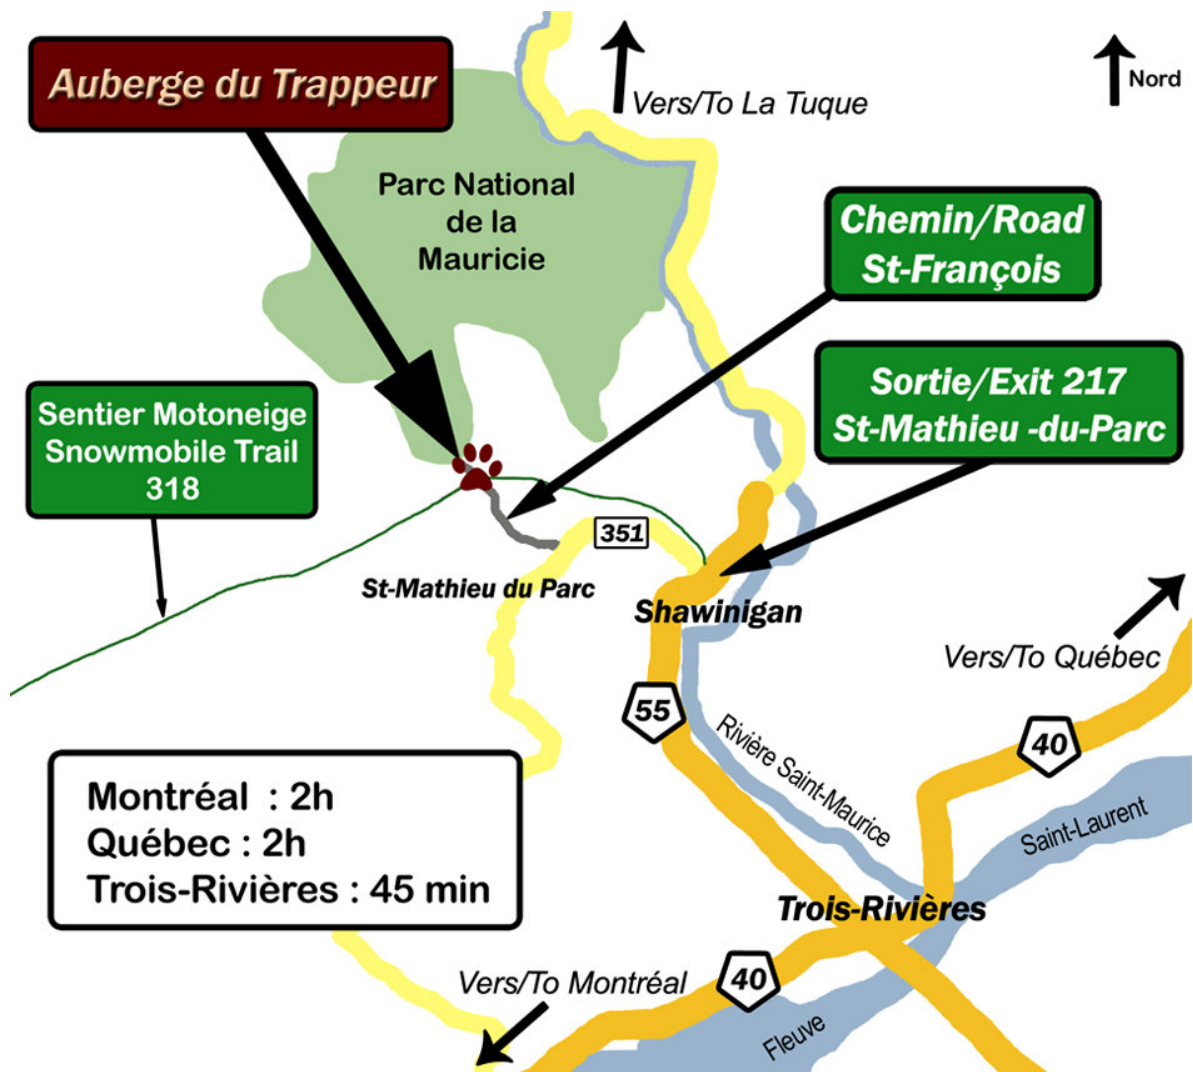 Auberge du Trappeur
Vers/To La Tuque
Nord
Parc National
de la
Mauricie
Chemin/Road
St-François
Sortie/Exit 217
St-Mathieu -du-Parc
Sentier Motoneige
Snowmobile Trail
318
351
St-Mathieu du Parc
Shawinigan
Vers/To Québec
55
40
Rivière Saint-Maurice
Saint-Laurent
Montréal : 2h
Québec : 2h
Trois-Rivières : 45 min
Trois-Rivières
Vers/To Montréal
40
Fleuve